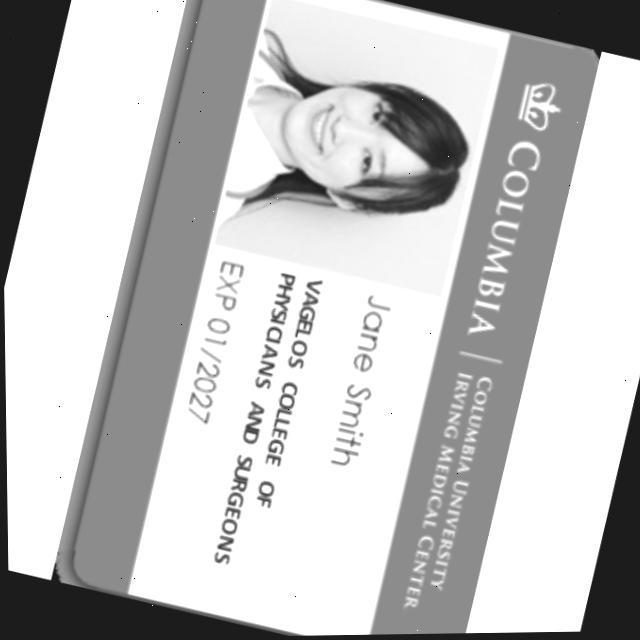 COLUMBIA
COLUMBIA UNIVERSITY
IRVING MEDICAL CENTER
Jane Smith
VAGELOS COLLEGE OF
PHYSICIANS AND SURGEONS
EXP 01/2027